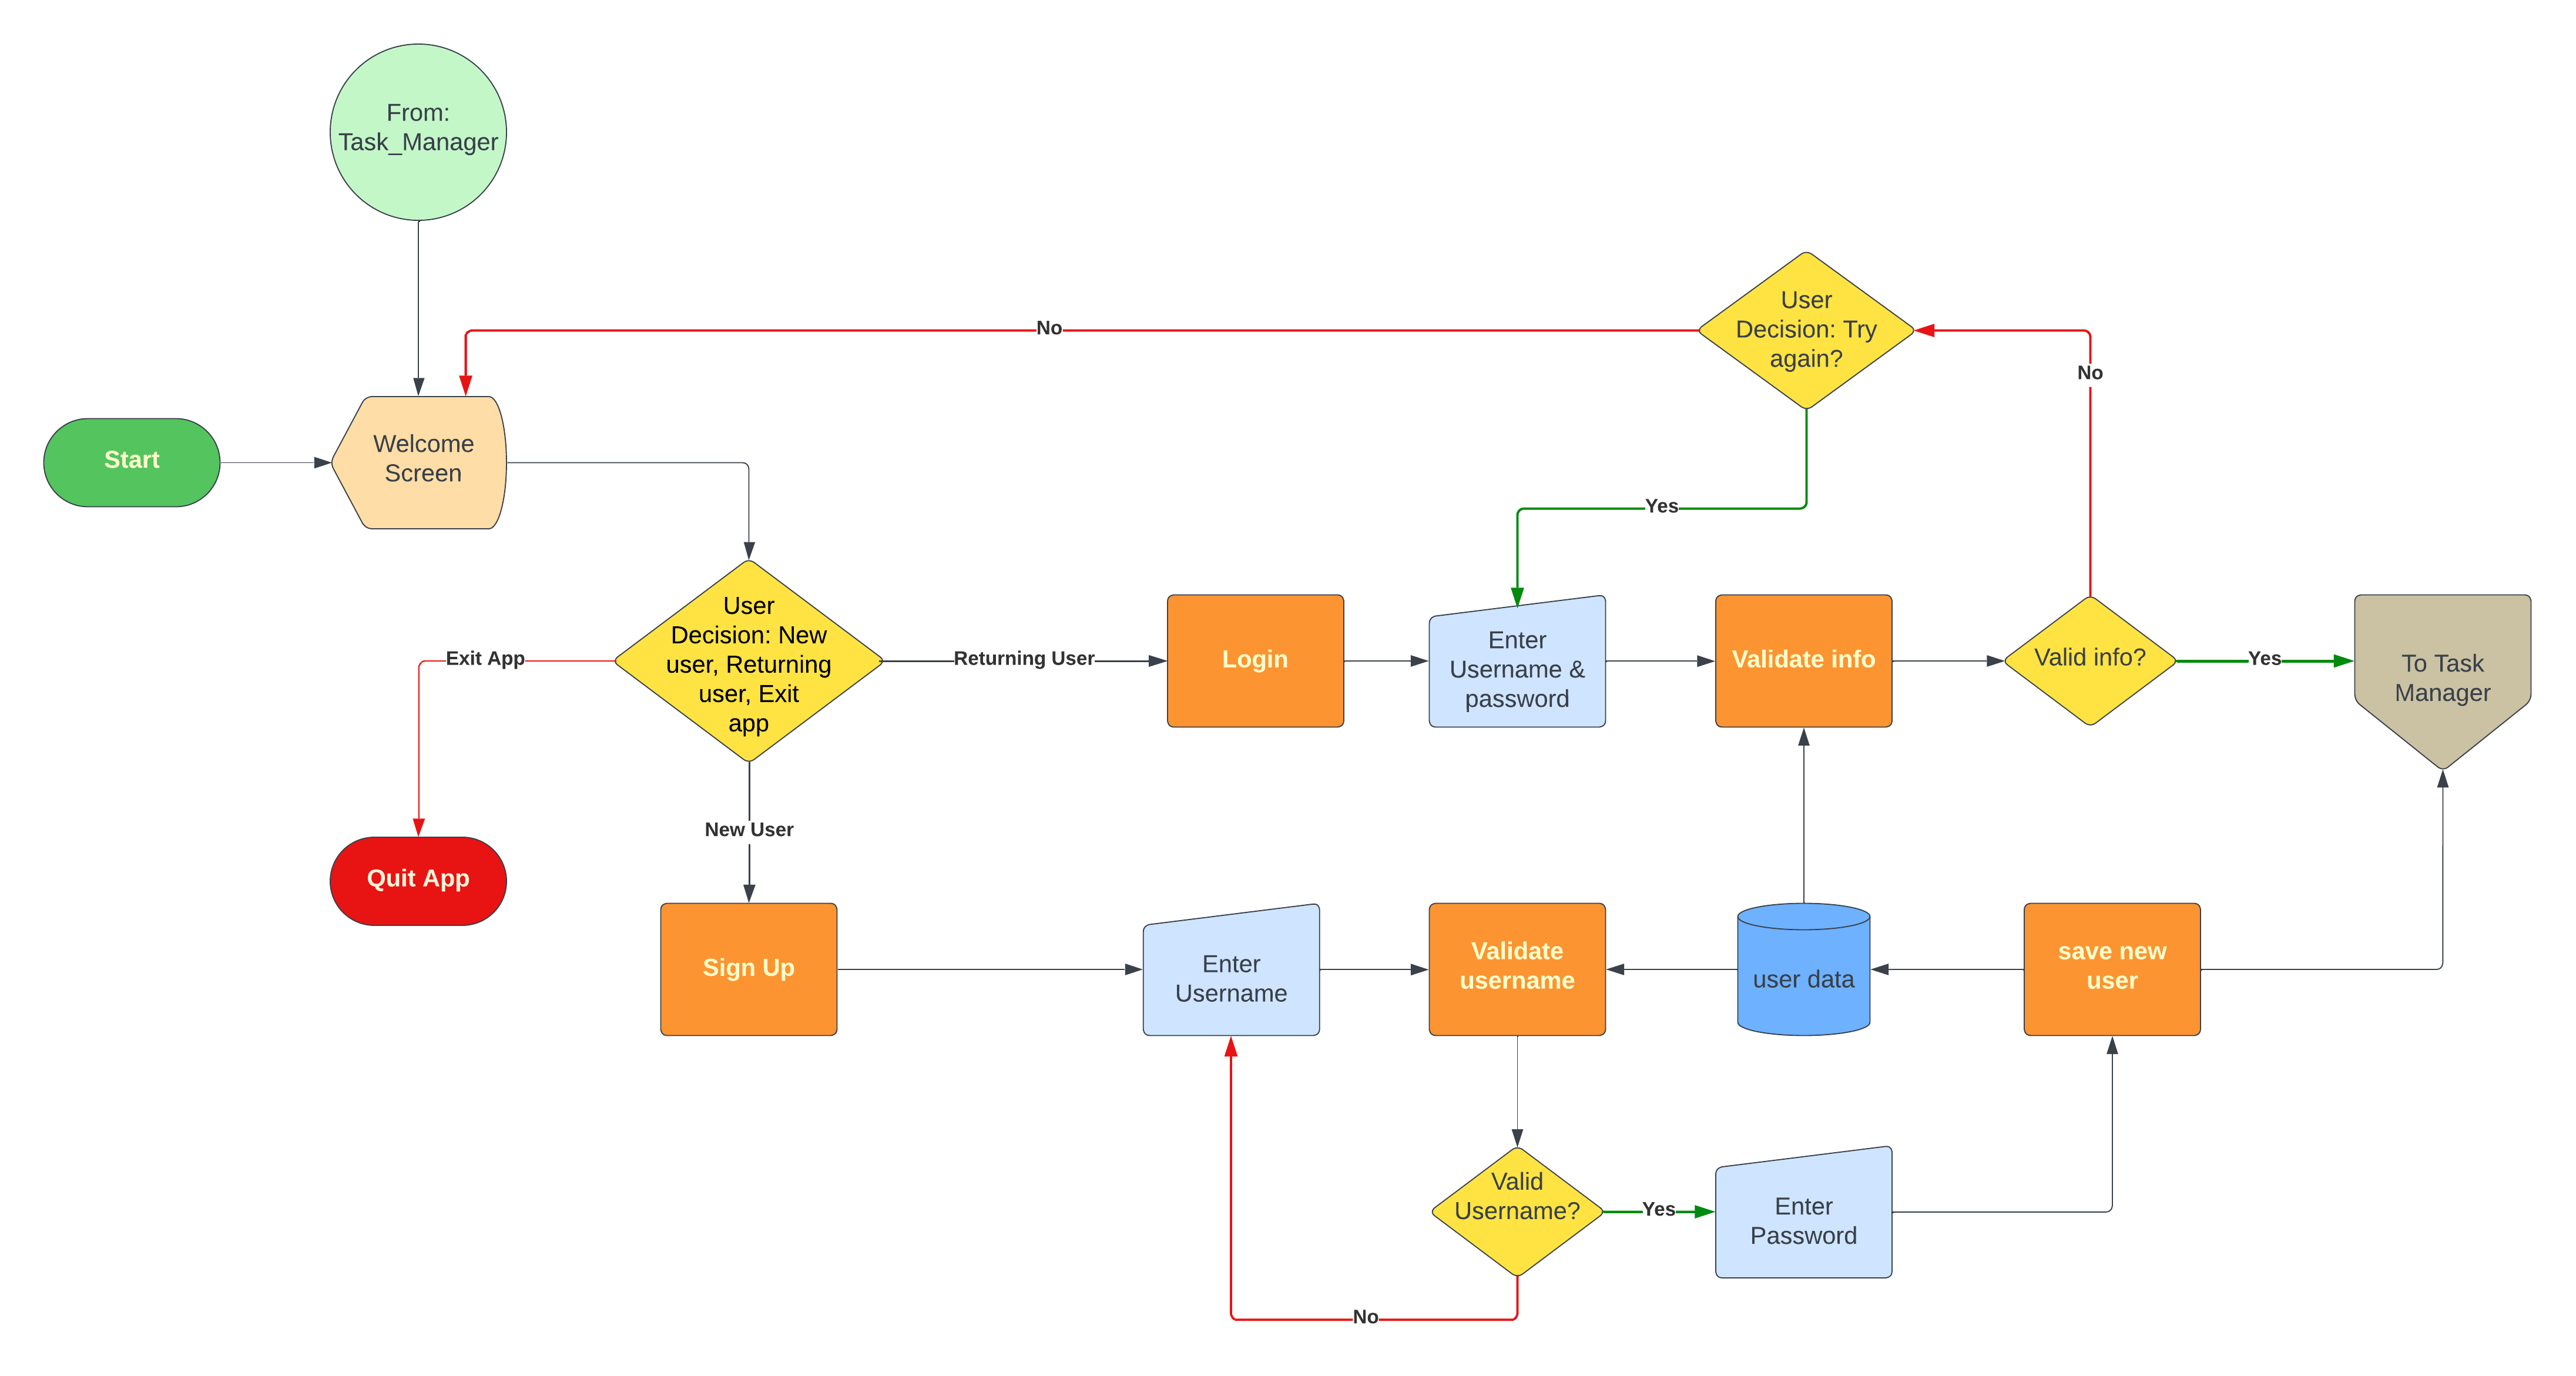 From:
Task_Manager
User
Decision: Try
again?
No
No
Welcome
Screen
Start
Yes
User
Decision: New
user, Returning
user, Exit
app
Exit App
Returning User
Login
Enter
Username &
password
Validate info
Valid info?
Yes
To Task
Manager
New User
Quit App
Sign Up
Enter
Username
Validate
username
user data
save new
user
Valid
Username?
Yes
Enter
Password
No